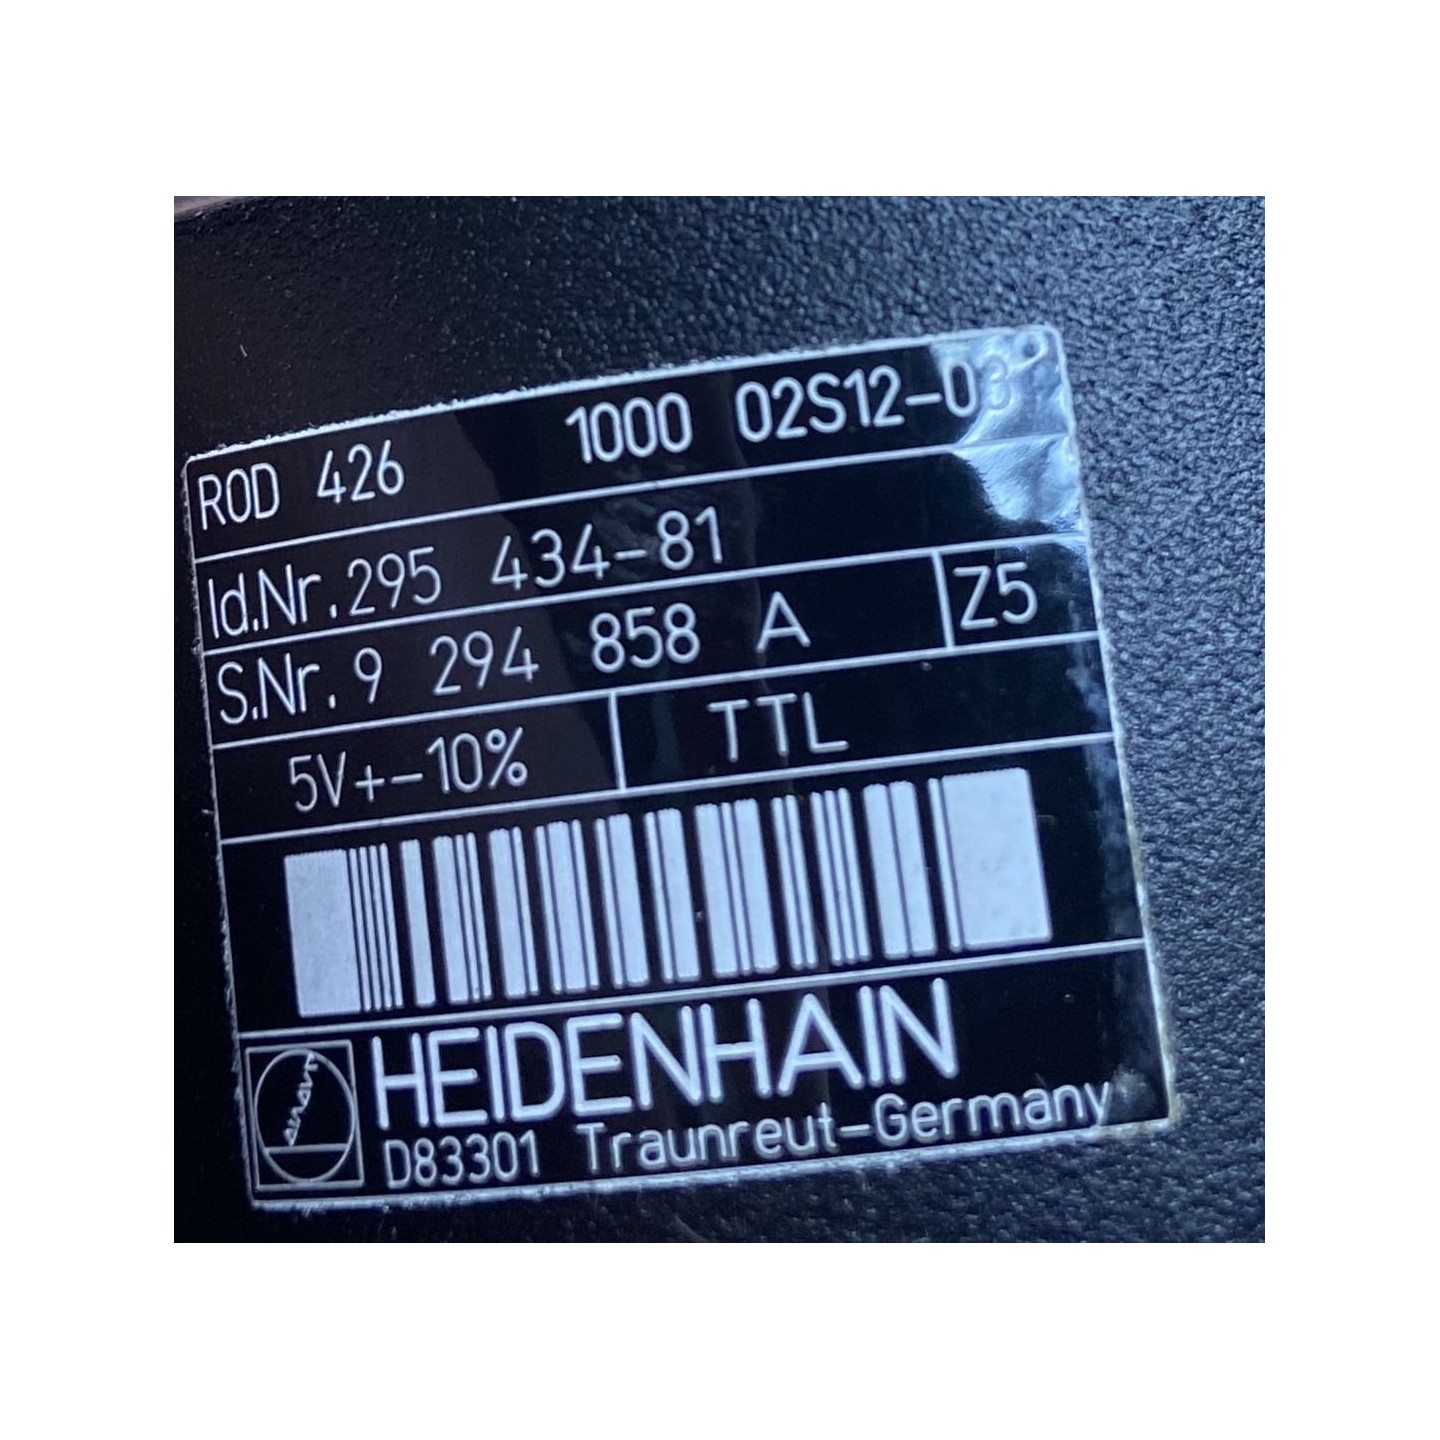 ROD 426 1000 02S12-03
Id.Nr.295 434-81
S.Nr.9 294 858 A Z5
5V+-10% TTL
HEIDENHAIN
D83301 Traunreut-Germany